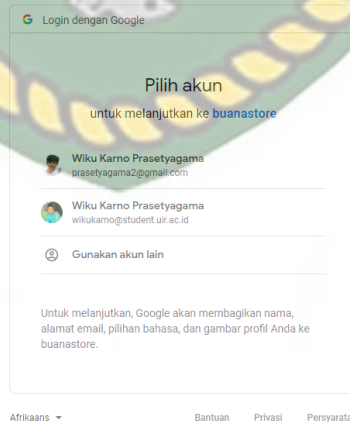 Login dengan Google
Pilih akun
untuk melanjutkan ke buanastore
Wiku Karno Prasetyagama
prasetyagama2@gmail.com
Wiku Karno Prasetyagama
wikukarno@student.uir.ac.id
Gunakan akun lain
Untuk melanjutkan, Google akan membagikan nama,
alamat email, pilihan bahasa, dan gambar profil Anda ke
buanastore.
Afrikaans Bantuan Privasi Persyarata